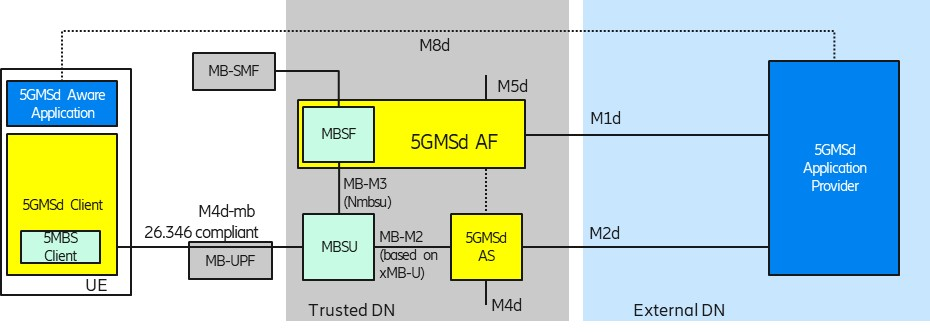 M8d
MB-SMF
M5d
5GMSd Aware
Application
MBSF
5GMSd AF
M1d
5GMSd
Application
Provider
MB-M3
(Nmbsu)
5GMSd Client
M4d-mb
26.346 compliant
5MBS
Client
MB-UPF
MBSU
MB-M2
(based on
xMB-U)
5GMSd
AS
M2d
UE
M4d
Trusted DN
External DN